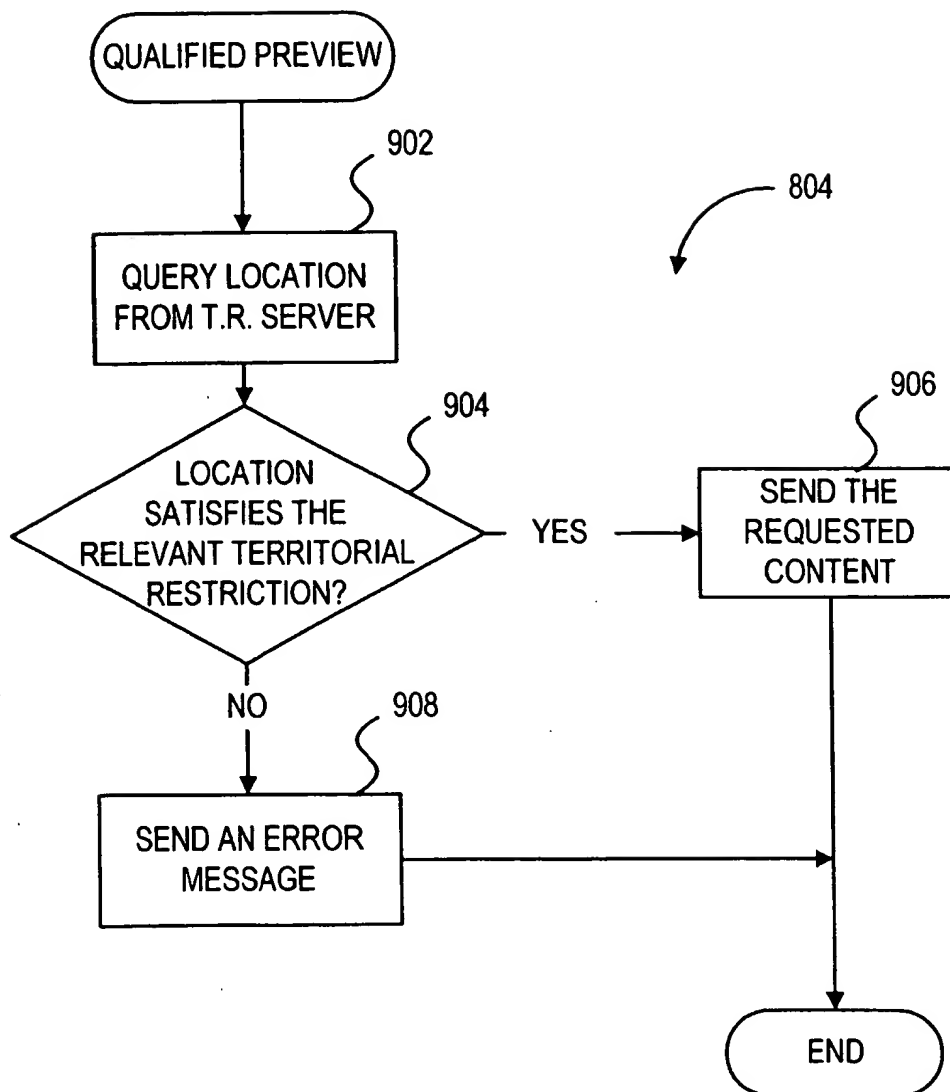 QUALIFIED PREVIEW
902
804
QUERY LOCATION
FROM T.R. SERVER
904
906
LOCATION
SATISFIES THE
RELEVANT TERRITORIAL
RESTRICTION?
YES
SEND THE
REQUESTED
CONTENT
NO
908
SEND AN ERROR
MESSAGE
END